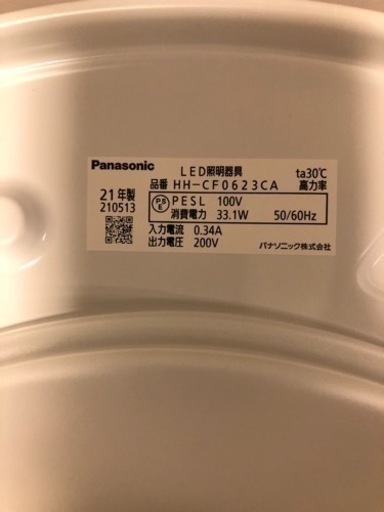 Panasonic LED照明器具 ta30℃
品番 HH-CF0623CA 高力率
21年製
210513
PSE PESL 100V
消費電力 33.1W 50/60Hz
入力電流 0.34A
出力電圧 200V
パナソニック株式会社